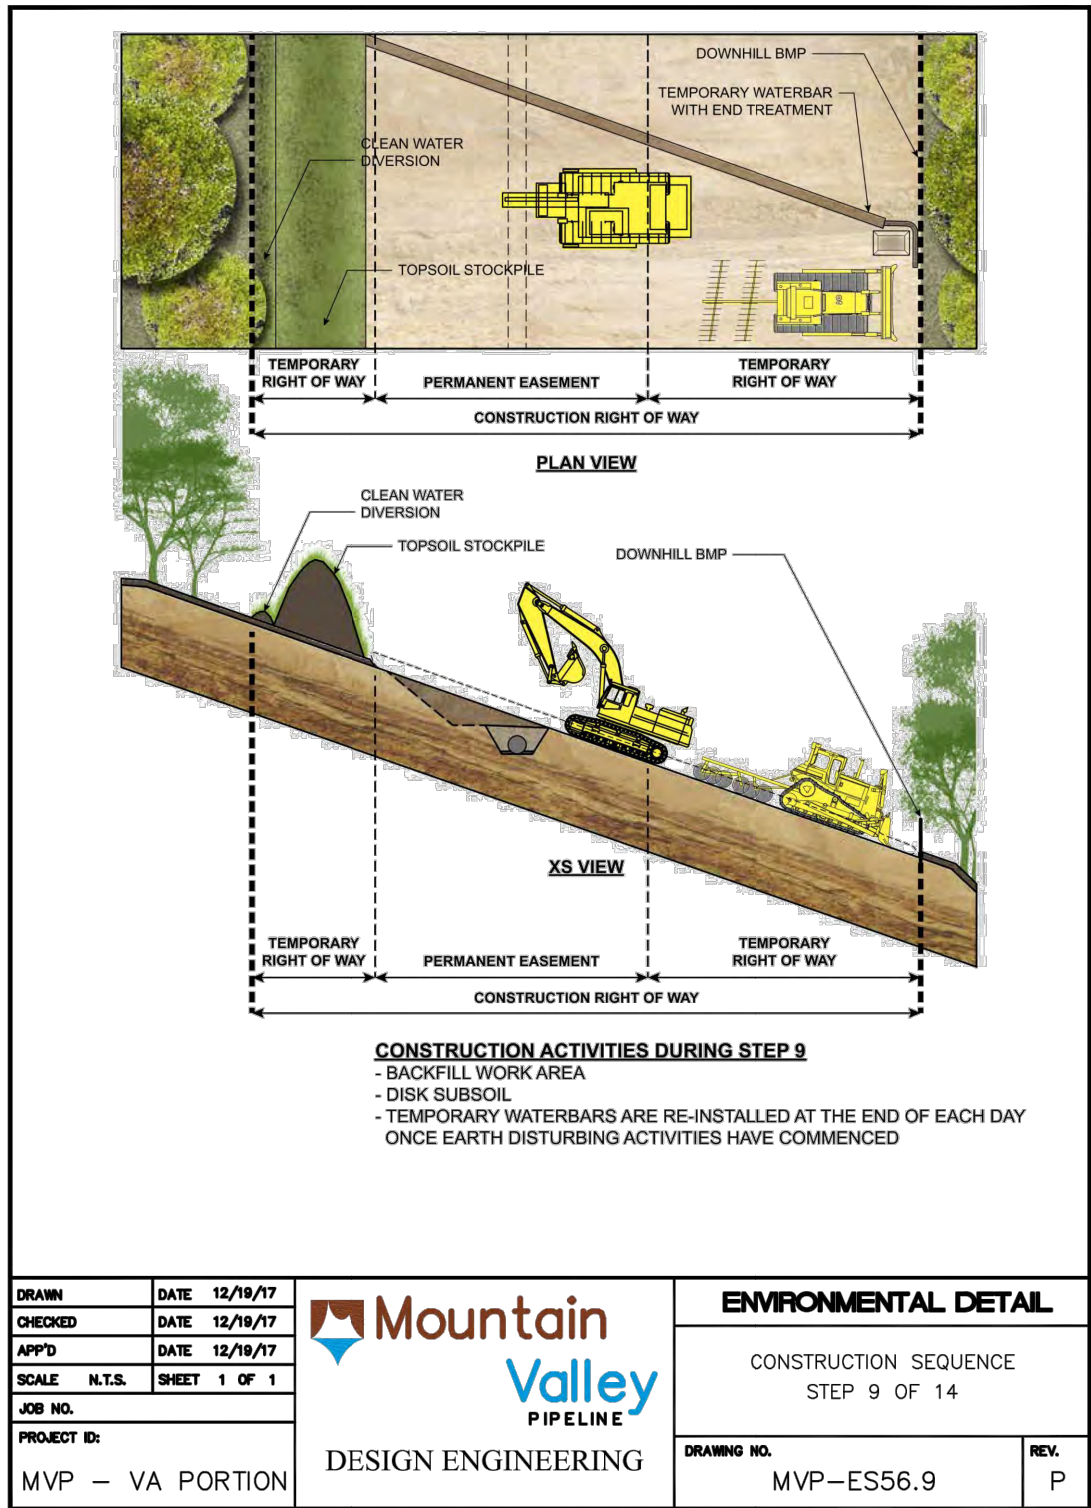 DOWNHILL BMP
TEMPORARY WATERBAR
WITH END TREATMENT
CLEAN WATER
DIVERSION
TOPSOIL STOCKPILE
TEMPORARY
RIGHT OF WAY
PERMANENT EASEMENT
TEMPORARY
RIGHT OF WAY
CONSTRUCTION RIGHT OF WAY
PLAN VIEW
CLEAN WATER
DIVERSION
TOPSOIL STOCKPILE
DOWNHILL BMP
XS VIEW
TEMPORARY
RIGHT OF WAY
PERMANENT EASEMENT
TEMPORARY
RIGHT OF WAY
CONSTRUCTION RIGHT OF WAY
CONSTRUCTION ACTIVITIES DURING STEP 9
- BACKFILL WORK AREA
- DISK SUBSOIL
- TEMPORARY WATERBARS ARE RE-INSTALLED AT THE END OF EACH DAY
ONCE EARTH DISTURBING ACTIVITIES HAVE COMMENCED
DRAWN DATE 12/19/17
CHECKED DATE 12/19/17
APP'D DATE 12/19/17
SCALE N.T.S. SHEET 1 OF 1
JOB NO.
PROJECT ID:
MVP - VA PORTION
Mountain
Valley
PIPELINE
DESIGN ENGINEERING
ENVIRONMENTAL DETAIL
CONSTRUCTION SEQUENCE
STEP 9 OF 14
DRAWING NO.
MVP-ES56.9
REV.
P